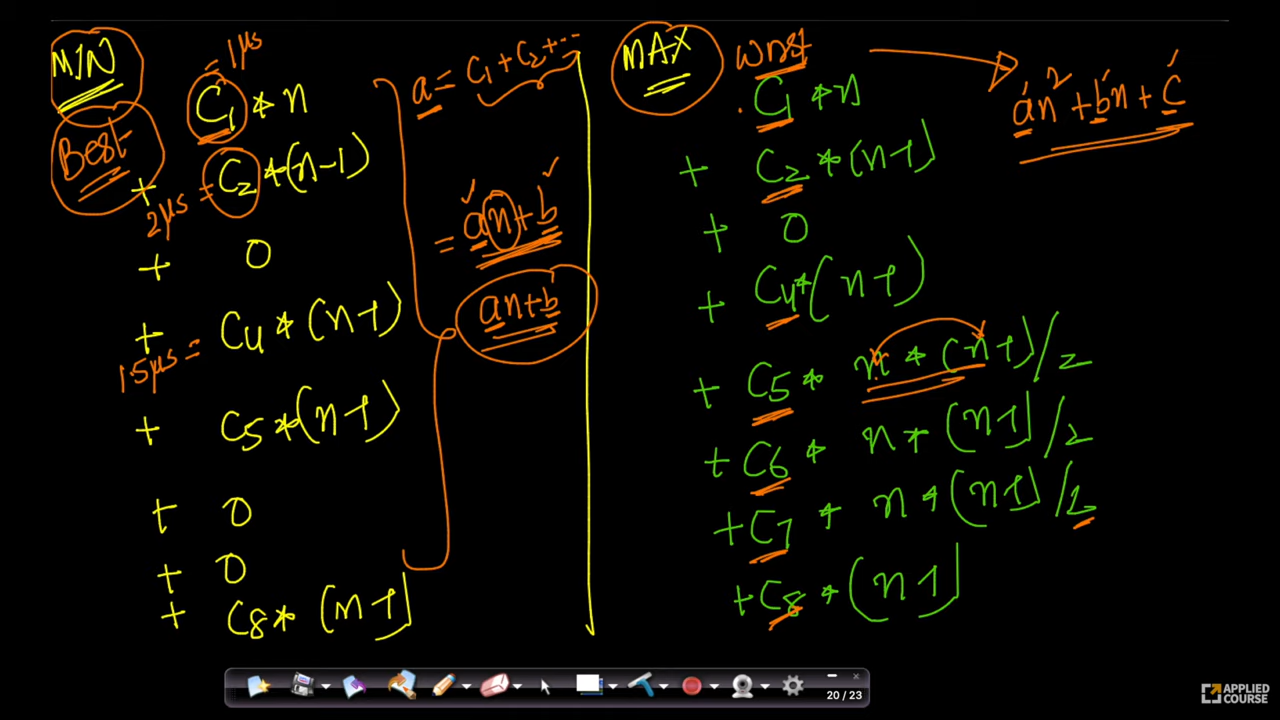 MIN
Best
= 1μs
C1 * n
+ C2 * (n-1)
2μs =
+ 0
+ C4 * (n-1)
1.5μs =
+ C5 * (n-1)
+ 0
+ 0
+ C8 * (n-1)
a = C1 + C2 + ...
= an + b
an + b
MAX
worst
C1 * n
+ C2 * (n-1)
+ 0
+ C4 * (n-1)
+ C5 * n * (n-1) / 2
+ C6 * n * (n-1) / 2
+ C7 * n * (n-1) / 2
+ C8 * (n-1)
a'n² + b'n + c'
20 / 23
APPLIED
COURSE